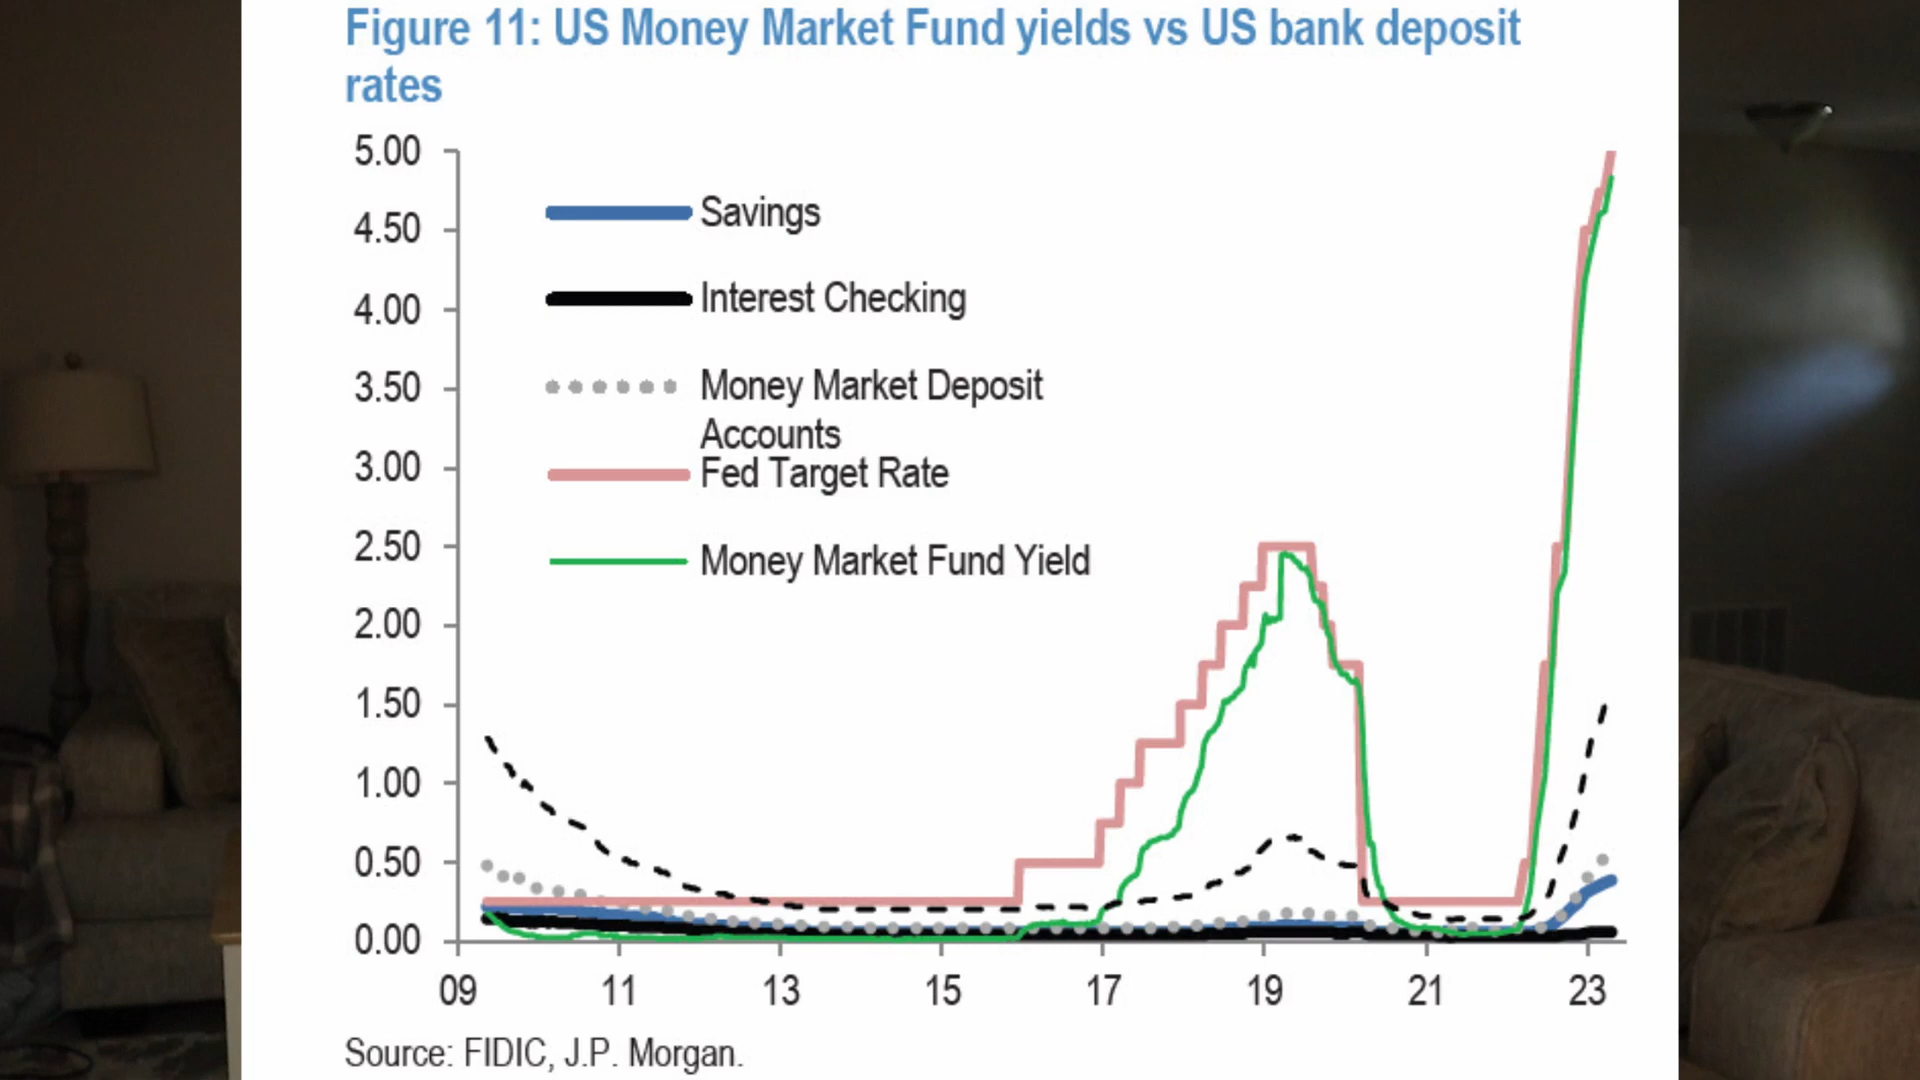 Figure 11: US Money Market Fund yields vs US bank deposit
rates
5.00
4.50
4.00
3.50
3.00
2.50
2.00
1.50
1.00
0.50
0.00
Savings
Interest Checking
Money Market Deposit
Accounts
Fed Target Rate
Money Market Fund Yield
09 11 13 15 17 19 21 23
Source: FIDIC, J.P. Morgan.